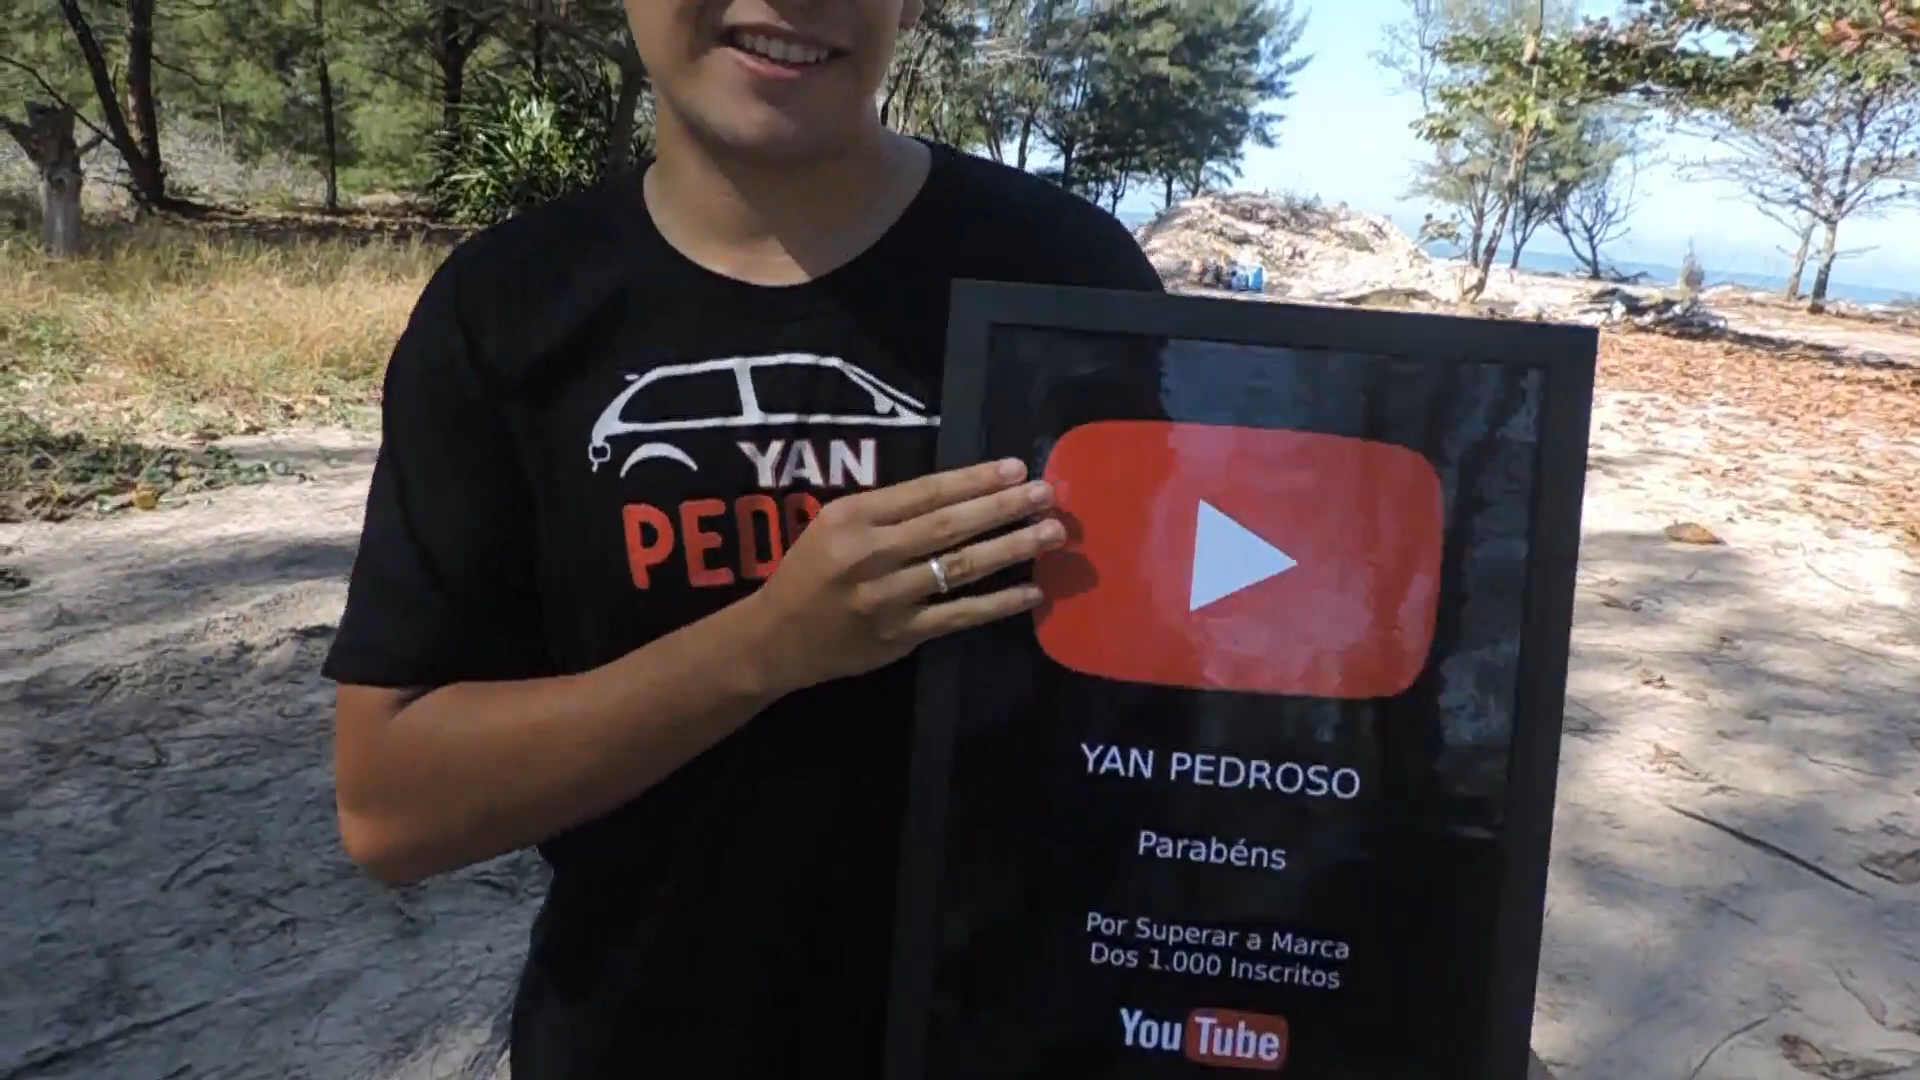 YAN
YAN PEDROSO
Parabéns
Por Superar a Marca
Dos 1.000 Inscritos
YouTube